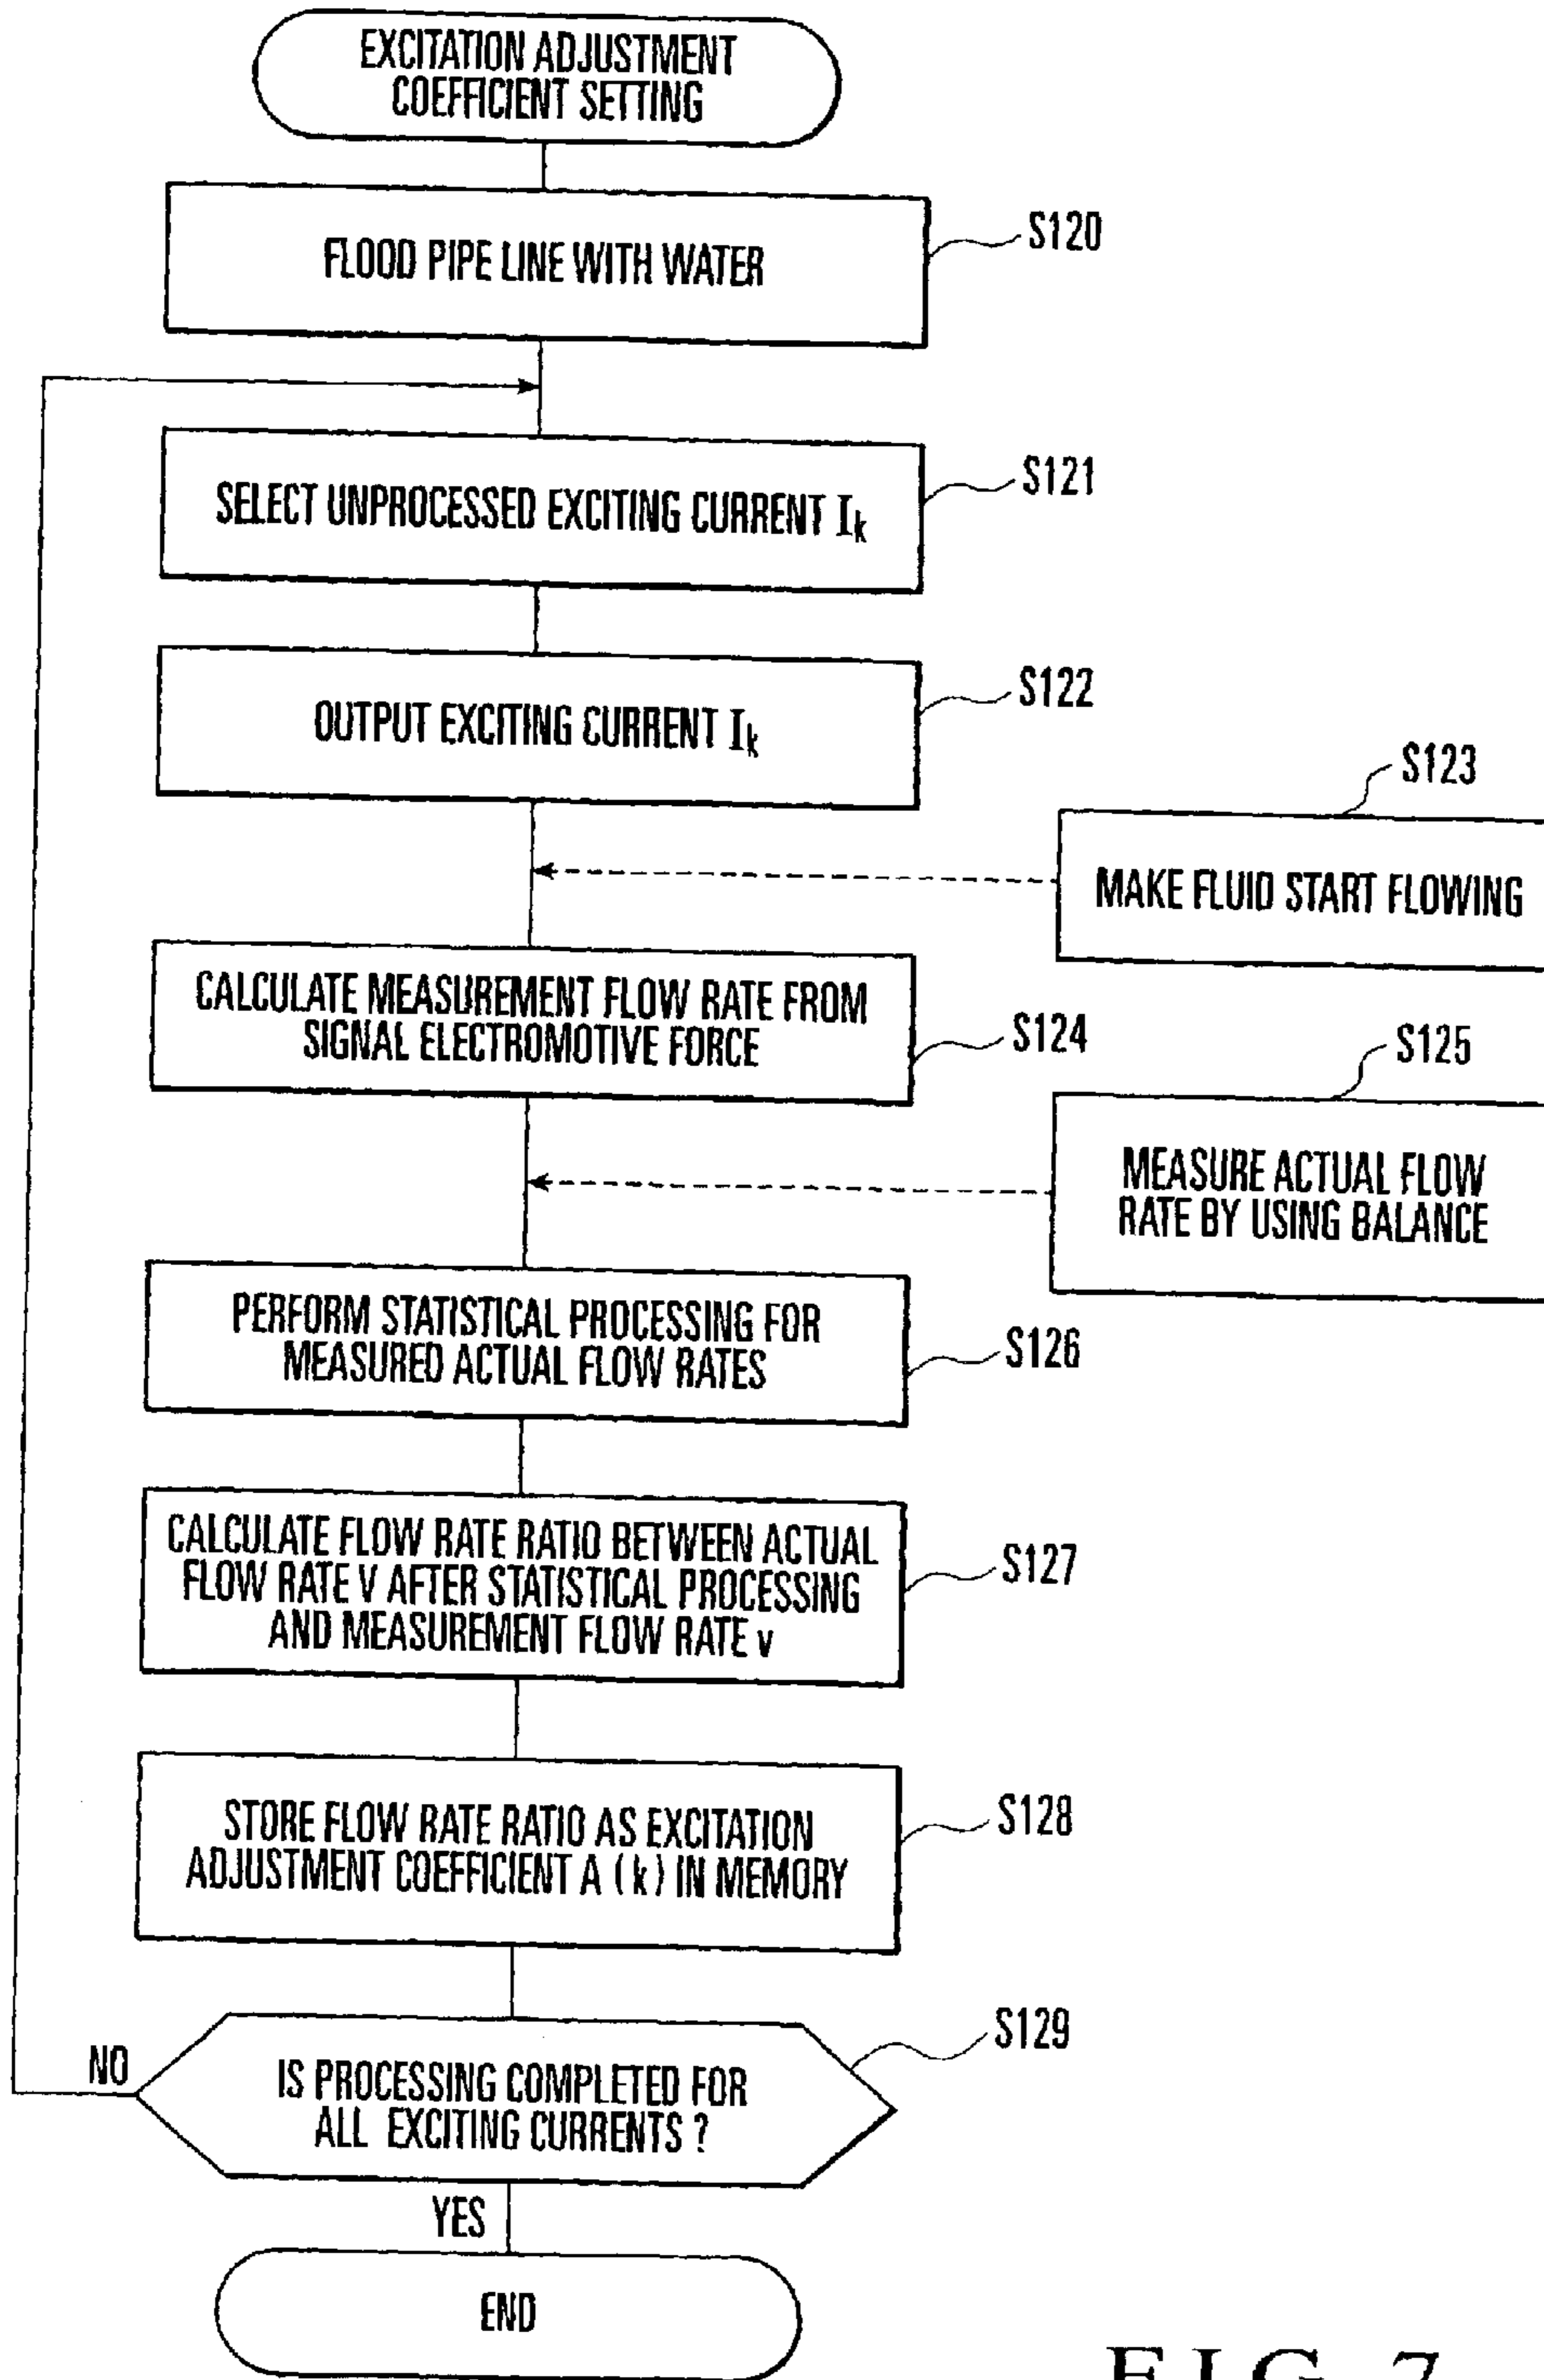 EXCITATION ADJUSTMENT
COEFFICIENT SETTING
FLOOD PIPE LINE WITH WATER
S120
SELECT UNPROCESSED EXCITING CURRENT Ik
S121
OUTPUT EXCITING CURRENT Ik
S122
S123
MAKE FLUID START FLOWING
CALCULATE MEASUREMENT FLOW RATE FROM
SIGNAL ELECTROMOTIVE FORCE
S124
S125
MEASURE ACTUAL FLOW
RATE BY USING BALANCE
PERFORM STATISTICAL PROCESSING FOR
MEASURED ACTUAL FLOW RATES
S126
CALCULATE FLOW RATE RATIO BETWEEN ACTUAL
FLOW RATE V AFTER STATISTICAL PROCESSING
AND MEASUREMENT FLOW RATE v
S127
STORE FLOW RATE RATIO AS EXCITATION
ADJUSTMENT COEFFICIENT A (k) IN MEMORY
S128
S129
NO
IS PROCESSING COMPLETED FOR
ALL EXCITING CURRENTS ?
YES
END
FIG. 7